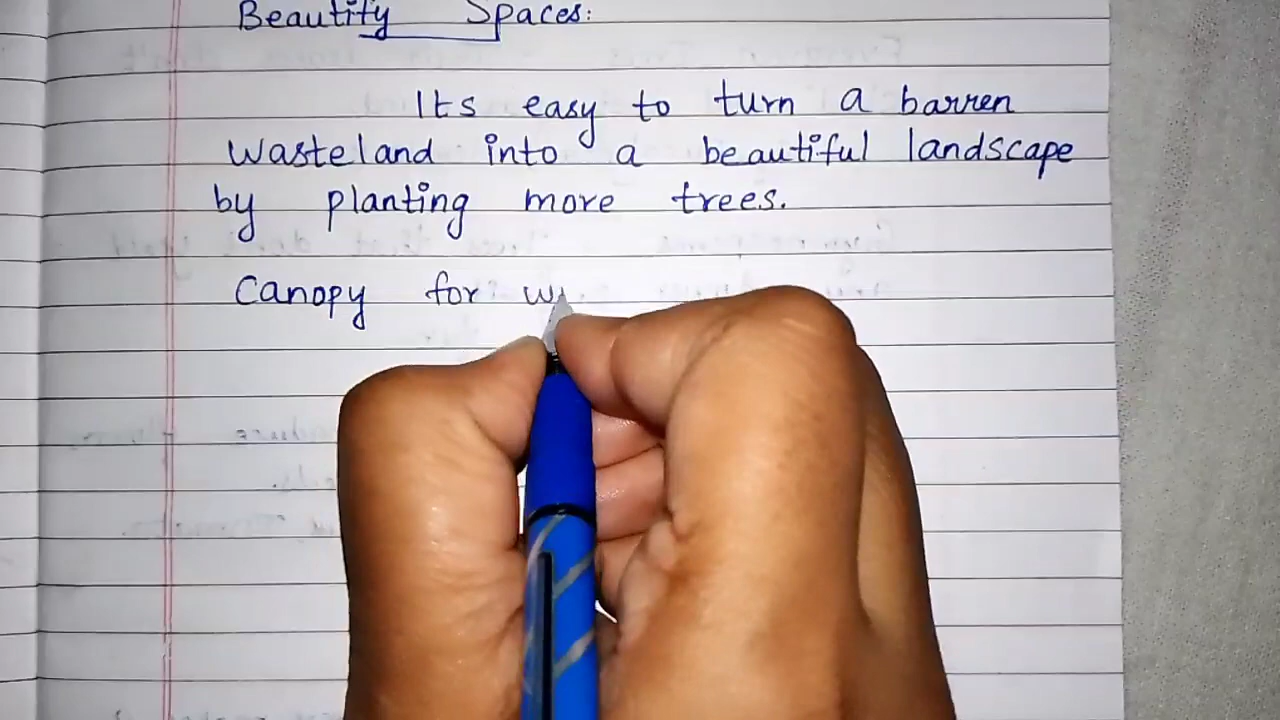 Beautify Spaces:
Its easy to turn a barren
wasteland into a beautiful landscape
by planting more trees.
Canopy for